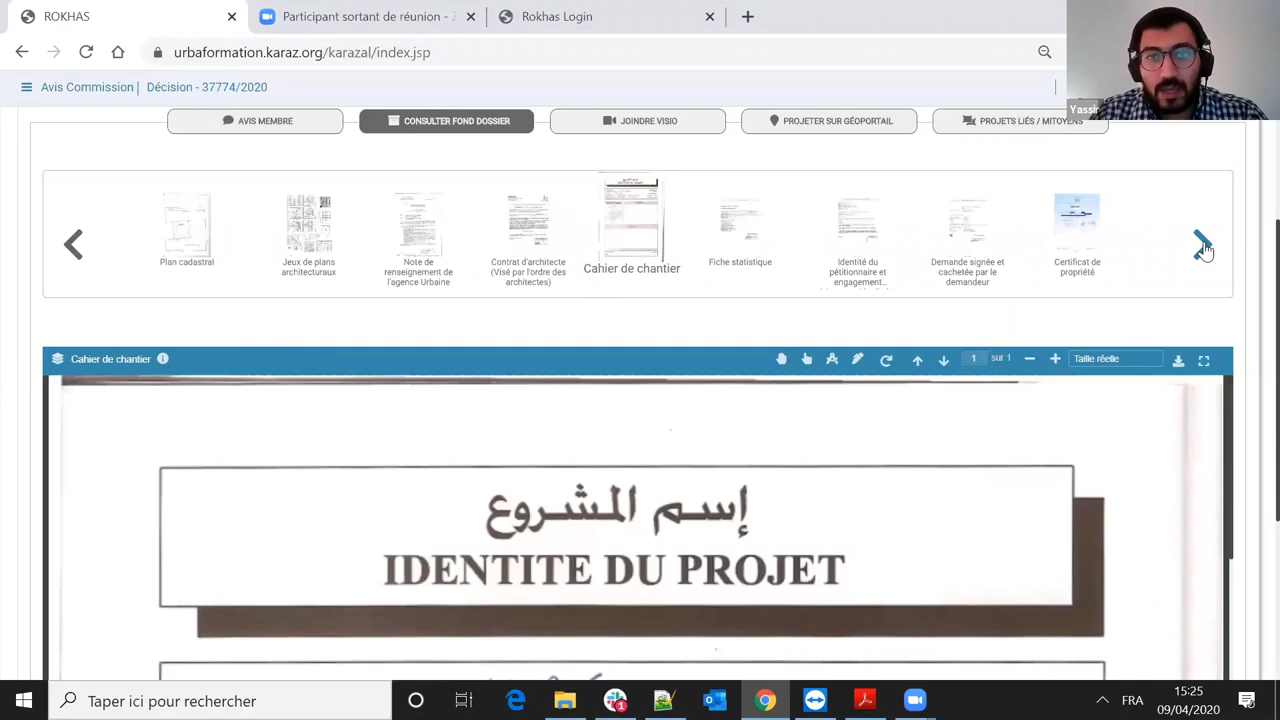 ROKHAS
Participant sortant de réunion - Z
Rokhas Login
urbaformation.karaz.org/karazal/index.jsp
Avis Commission | Décision - 37774/2020
Yassir
AVIS MEMBRE
CONSULTER FOND DOSSIER
JOINDRE VISIO
PROJETER SUR GÉOPORTAIL
PROJETS LIÉS / MITOYENS
Plan cadastral
Jeux de plans
architecturaux
Note de
renseignement de
l'agence Urbaine
Contrat d'architecte
(Visé par l'ordre des
architectes)
Cahier de chantier
Fiche statistique
Identité du
pétitionnaire et
engagement...
Demande signée et
cachetée par le
demandeur
Certificat de
propriété
Cahier de chantier
1 sur 1
Taille réelle
إسم المشروع
IDENTITE DU PROJET
Taper ici pour rechercher
1
FRA
15:25
09/04/2020